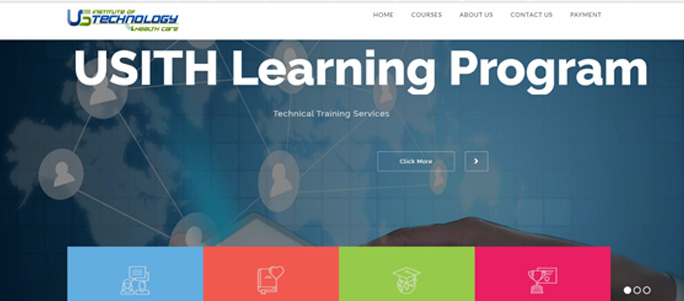 US INSTITUTE OF
TECHNOLOGY
& HEALTH CARE
HOME COURSES ABOUT US CONTACT US PAYMENT
USITH Learning Program
Technical Training Services
Click More